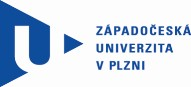 U
ZÁPADOČESKÁ
UNIVERZITA
V PLZNI